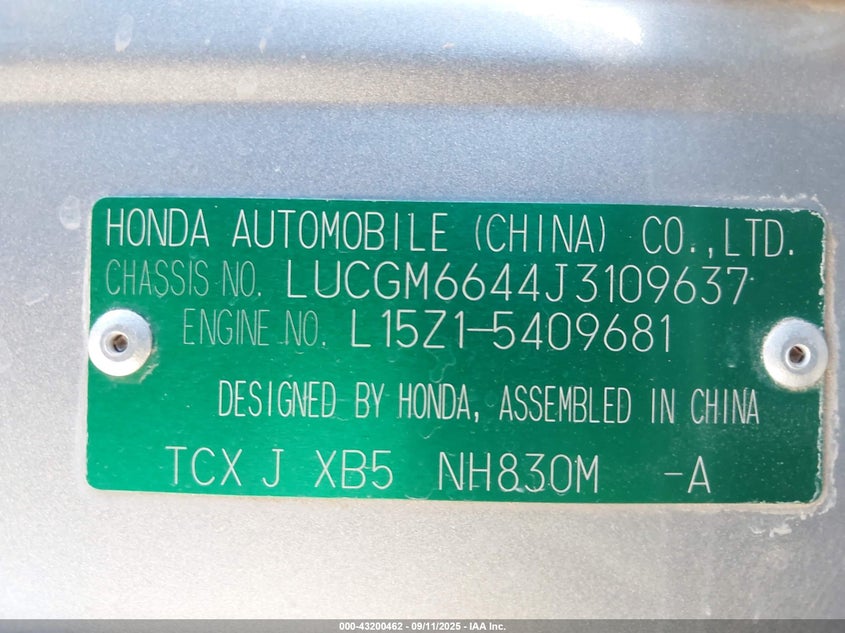 HONDA AUTOMOBILE (CHINA) CO.,LTD.
CHASSIS NO. LUCGM6644J3109637
ENGINE NO. L15Z1-5409681
DESIGNED BY HONDA, ASSEMBLED IN CHINA
TCX J XB5 NH830M -A
000-43200462 - 09/11/2025 - IAA Inc.